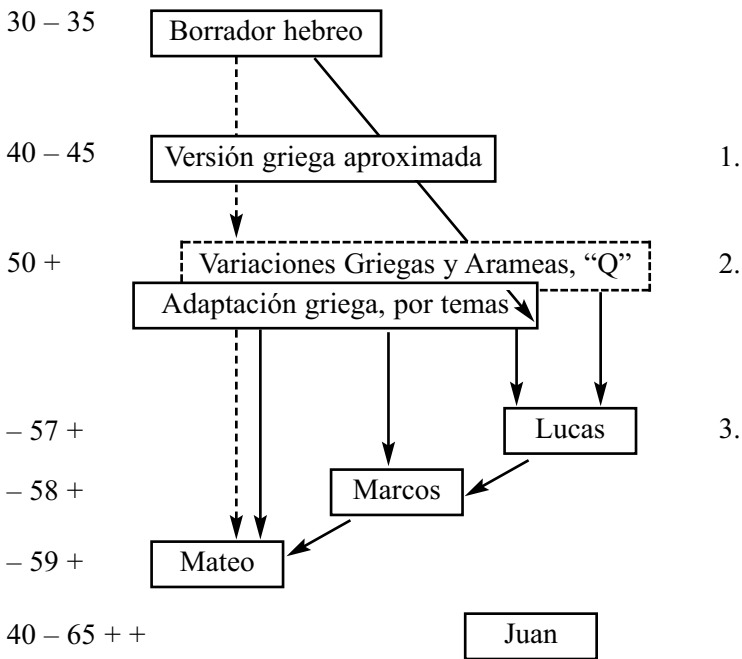 30 – 35
Borrador hebreo
40 – 45
Versión griega aproximada
1.
50 +
Variaciones Griegas y Arameas, “Q”
2.
Adaptación griega, por temas
– 57 +
Lucas
3.
– 58 +
Marcos
– 59 +
Mateo
40 – 65 + +
Juan